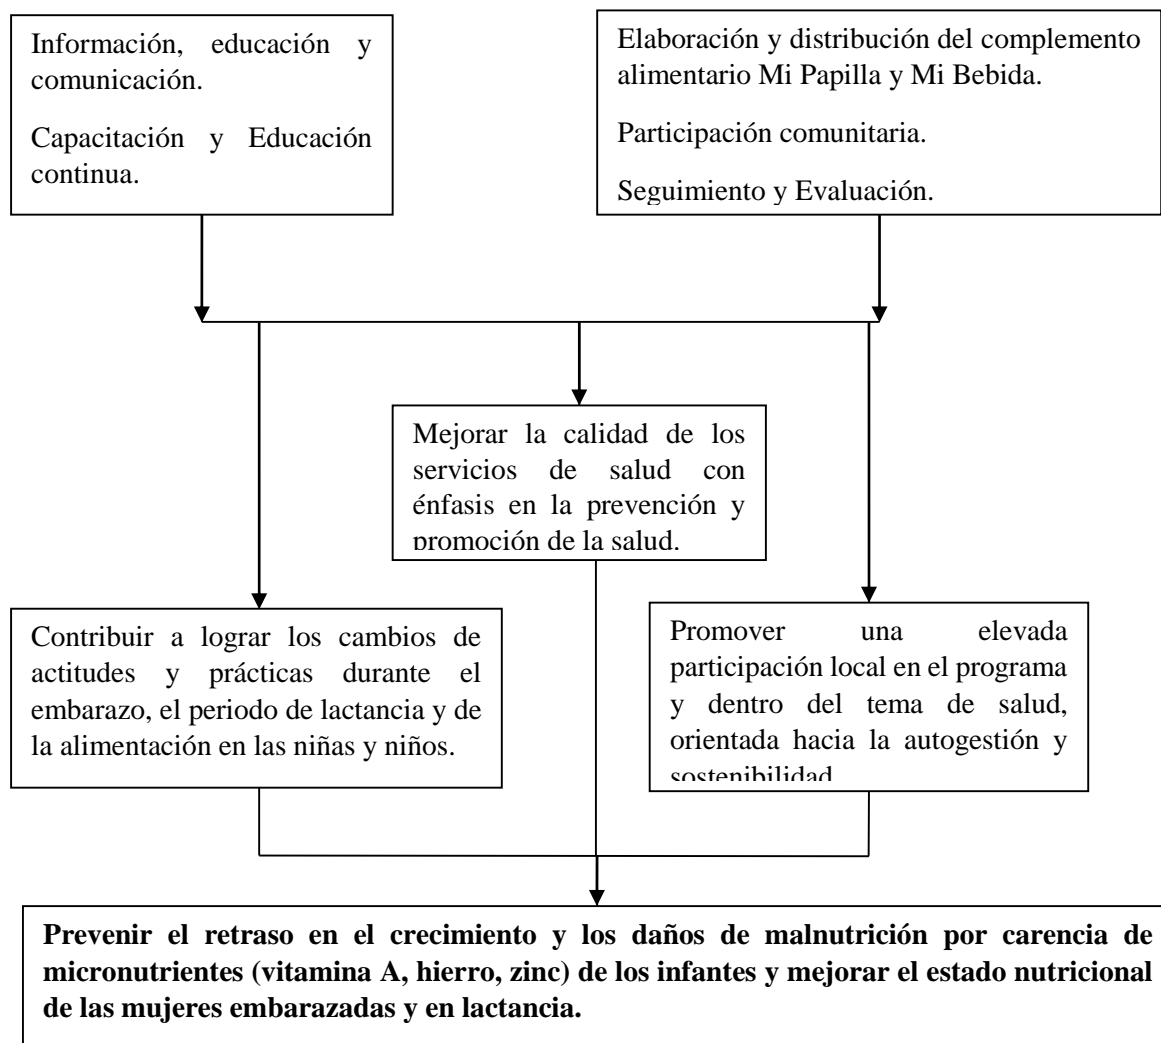 Información, educación y
comunicación.
Capacitación y Educación
continua.
Elaboración y distribución del complemento
alimentario Mi Papilla y Mi Bebida.
Participación comunitaria.
Seguimiento y Evaluación.
Mejorar la calidad de los
servicios de salud con
énfasis en la prevención y
promoción de la salud.
Contribuir a lograr los cambios de
actitudes y prácticas durante el
embarazo, el periodo de lactancia y de
la alimentación en las niñas y niños.
Promover una elevada
participación local en el programa
y dentro del tema de salud,
orientada hacia la autogestión y
sostenibilidad
Prevenir el retraso en el crecimiento y los daños de malnutrición por carencia de
micronutrientes (vitamina A, hierro, zinc) de los infantes y mejorar el estado nutricional
de las mujeres embarazadas y en lactancia.